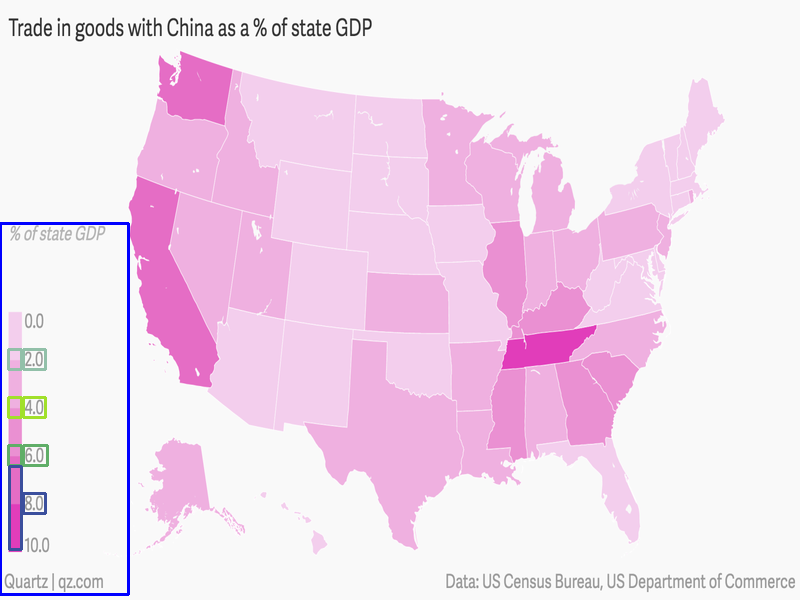 Trade in goods with China as a % of state GDP
% of state GDP
0.0
2.0
4.0
6.0
8.0
10.0
Quartz | qz.com
Data: US Census Bureau, US Department of Commerce